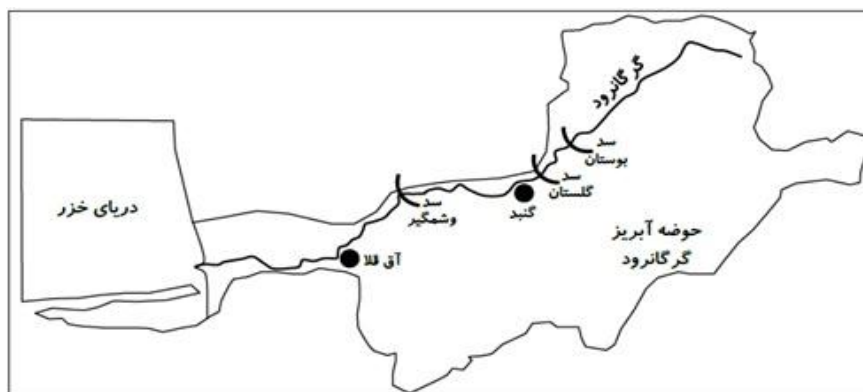 گرگانرود
سد
بوستان
سد
گلستان
گنبد
سد
وشمگیر
آق قلا
دریای خزر
حوضه آبریز
گرگانرود